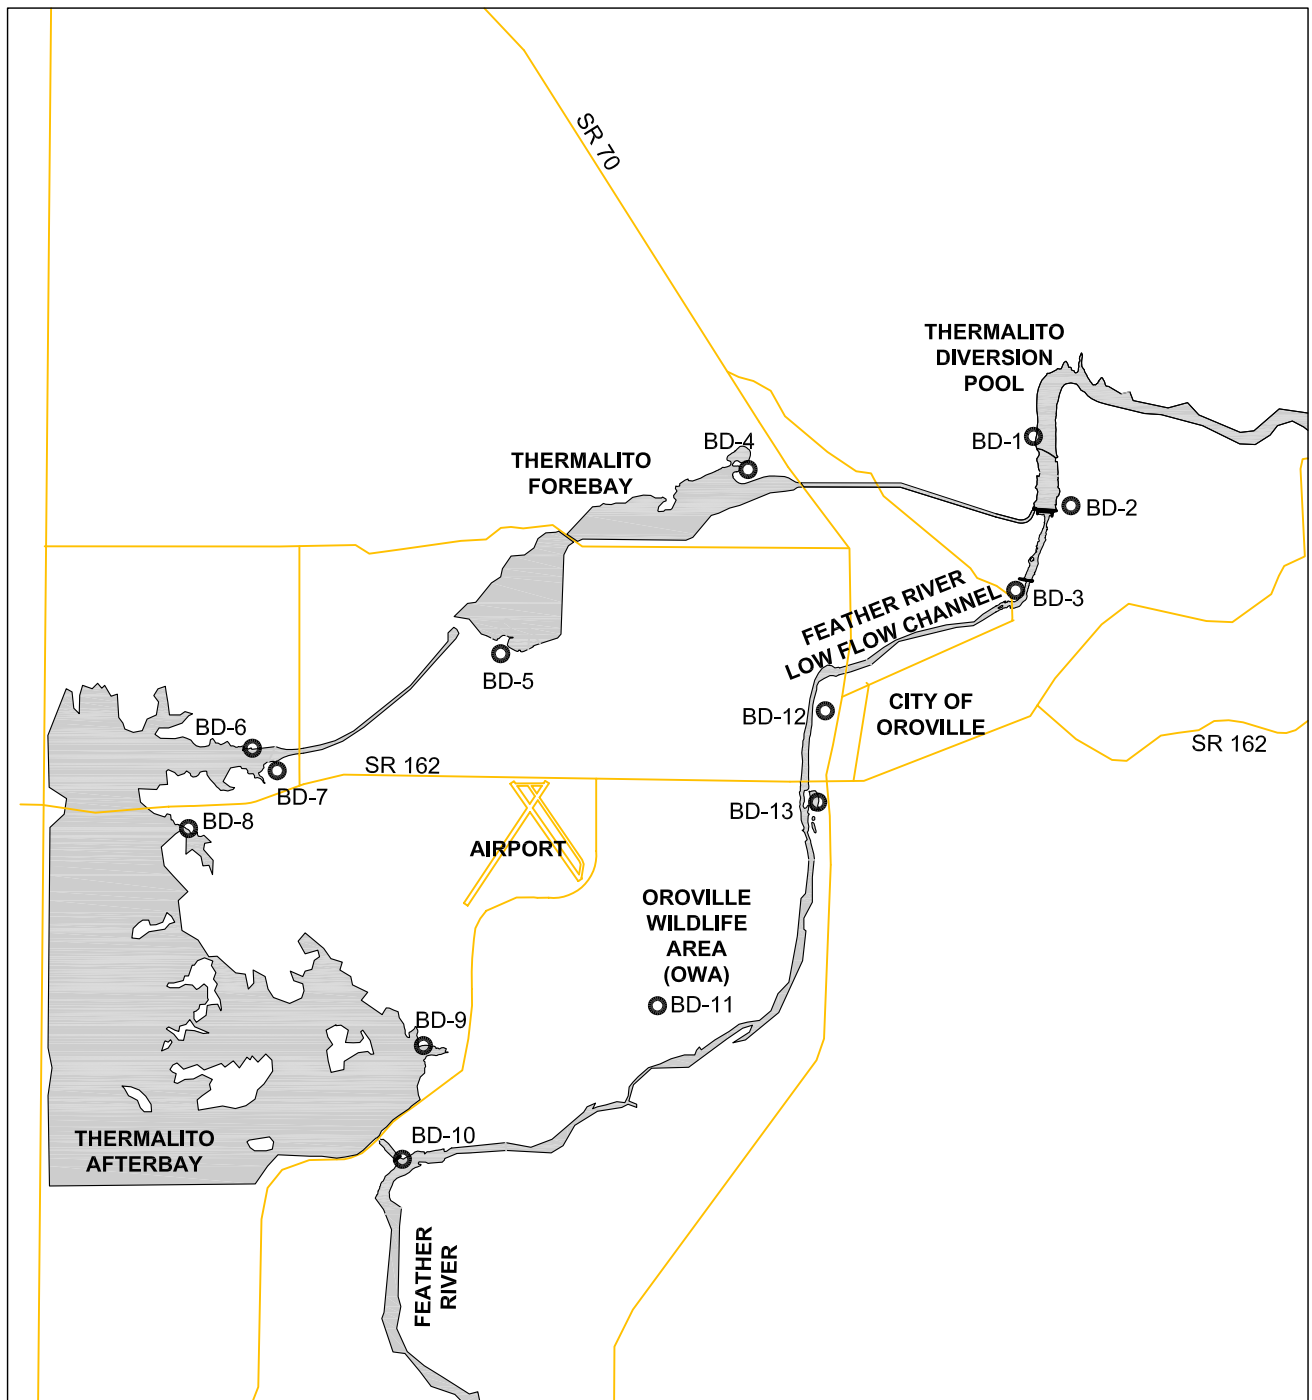 SR 70
THERMALITO
DIVERSION
POOL
BD-1
BD-4
THERMALITO
FOREBAY
BD-2
BD-3
FEATHER RIVER
LOW FLOW CHANNEL
BD-5
CITY OF
OROVILLE
BD-12
BD-6
SR 162
SR 162
BD-7
BD-13
BD-8
AIRPORT
OROVILLE
WILDLIFE
AREA
(OWA)
BD-11
BD-9
THERMALITO
AFTERBAY
BD-10
FEATHER
RIVER